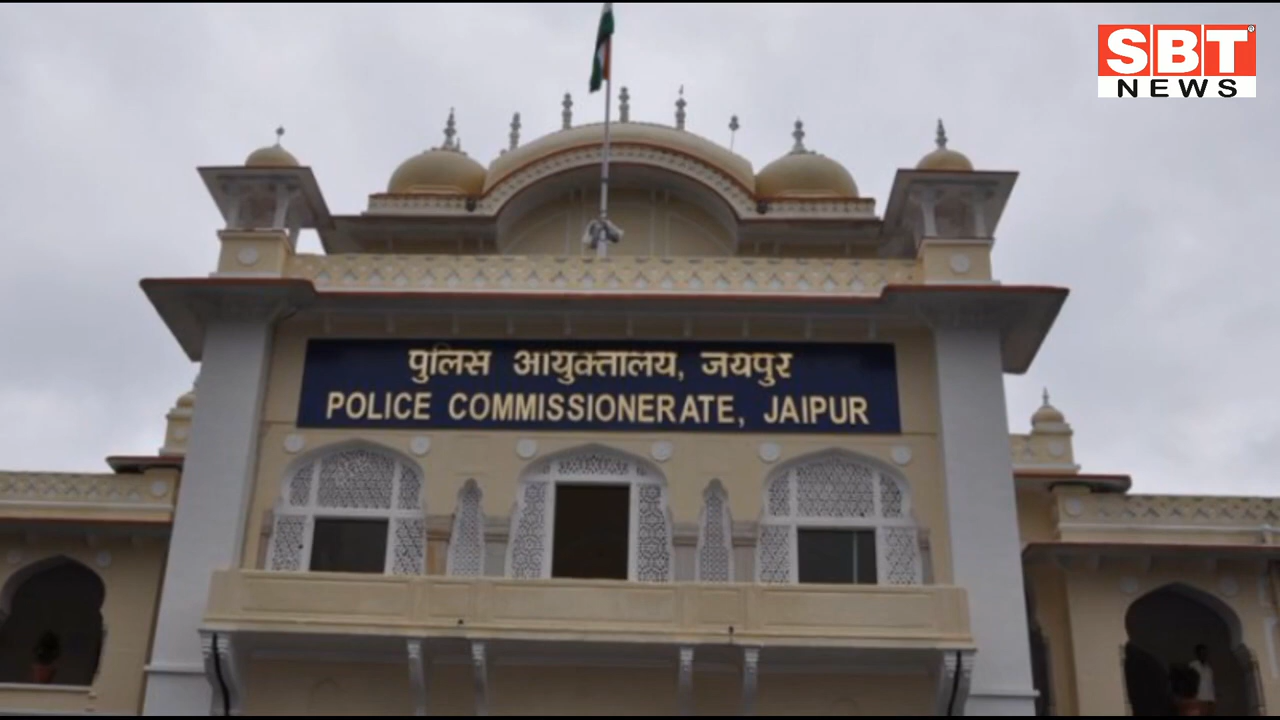 SBT
NEWS
पुलिस आयुक्तालय, जयपुर
POLICE COMMISSIONERATE, JAIPUR